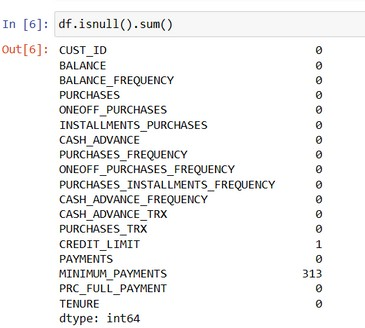 In [6]: df.isnull().sum()
Out[6]: CUST_ID 0
BALANCE 0
BALANCE_FREQUENCY 0
PURCHASES 0
ONEOFF_PURCHASES 0
INSTALLMENTS_PURCHASES 0
CASH_ADVANCE 0
PURCHASES_FREQUENCY 0
ONEOFF_PURCHASES_FREQUENCY 0
PURCHASES_INSTALLMENTS_FREQUENCY 0
CASH_ADVANCE_FREQUENCY 0
CASH_ADVANCE_TRX 0
PURCHASES_TRX 0
CREDIT_LIMIT 1
PAYMENTS 0
MINIMUM_PAYMENTS 313
PRC_FULL_PAYMENT 0
TENURE 0
dtype: int64